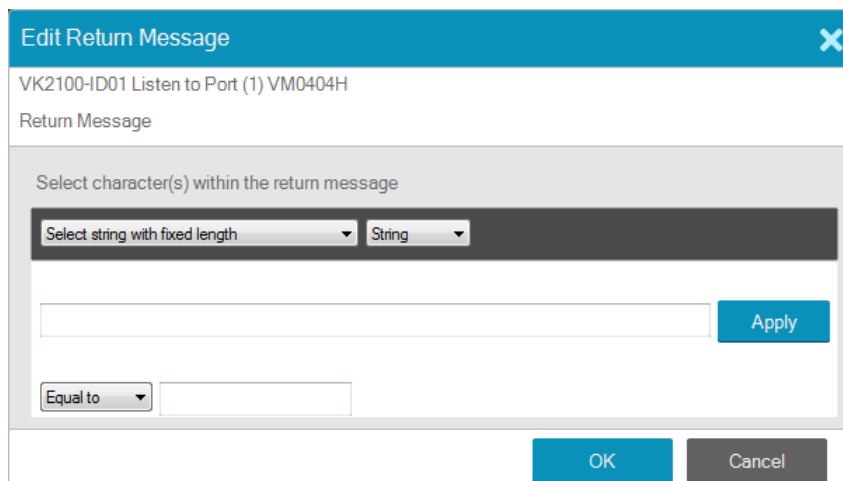 Edit Return Message
VK2100-ID01 Listen to Port (1) VM0404H
Return Message
Select character(s) within the return message
Select string with fixed length String
Apply
Equal to
OK Cancel